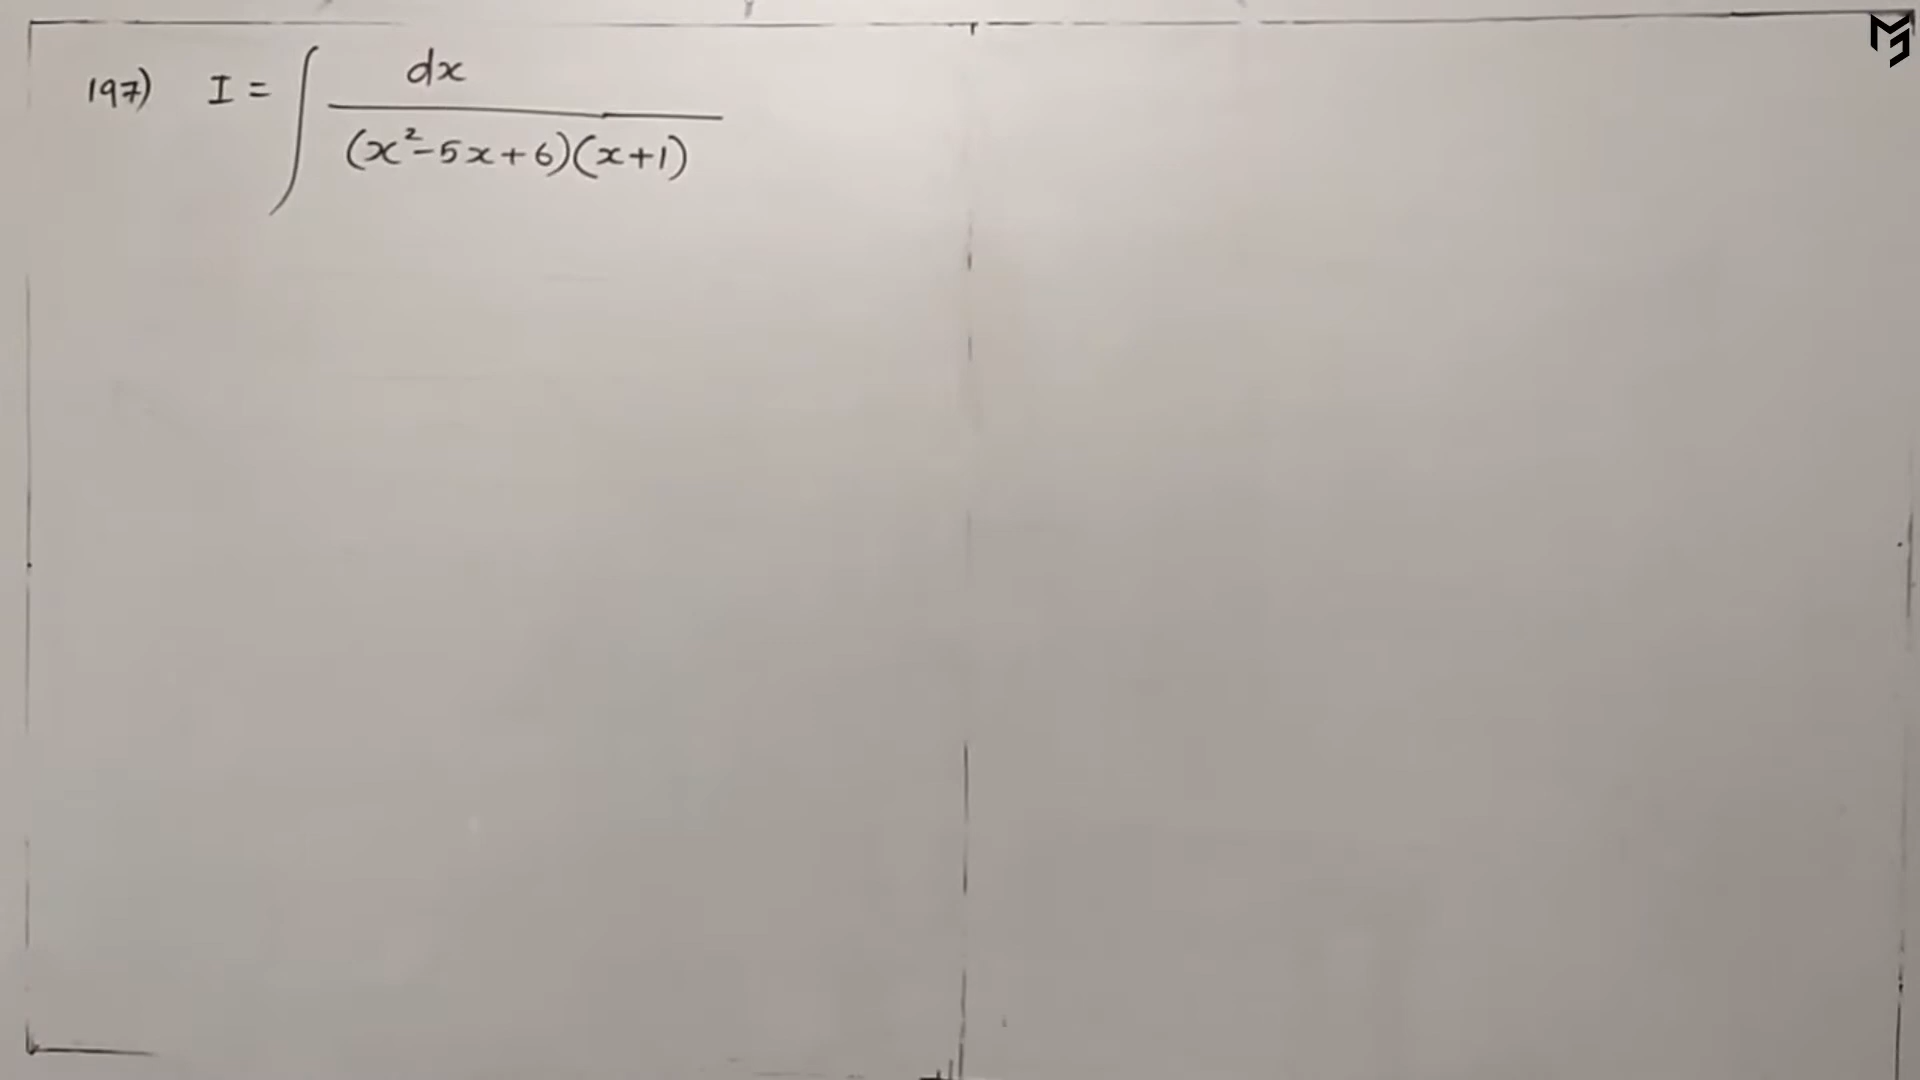 197) I = ∫ dx / (x²-5x+6)(x+1)